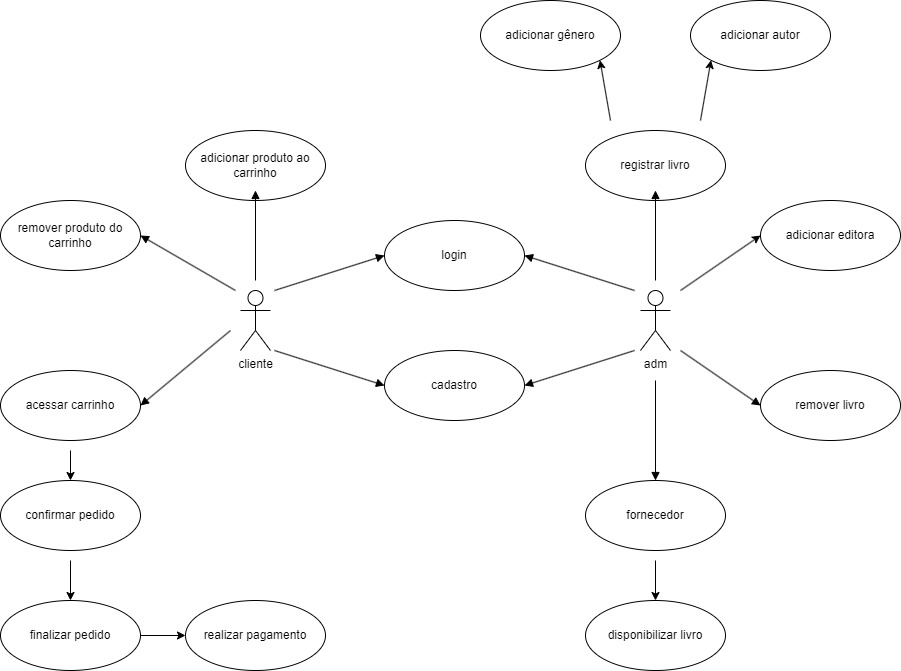 adicionar gênero
adicionar autor
adicionar produto ao
carrinho
registrar livro
remover produto do
carrinho
login
adicionar editora
cliente
adm
acessar carrinho
cadastro
remover livro
confirmar pedido
fornecedor
finalizar pedido
realizar pagamento
disponibilizar livro